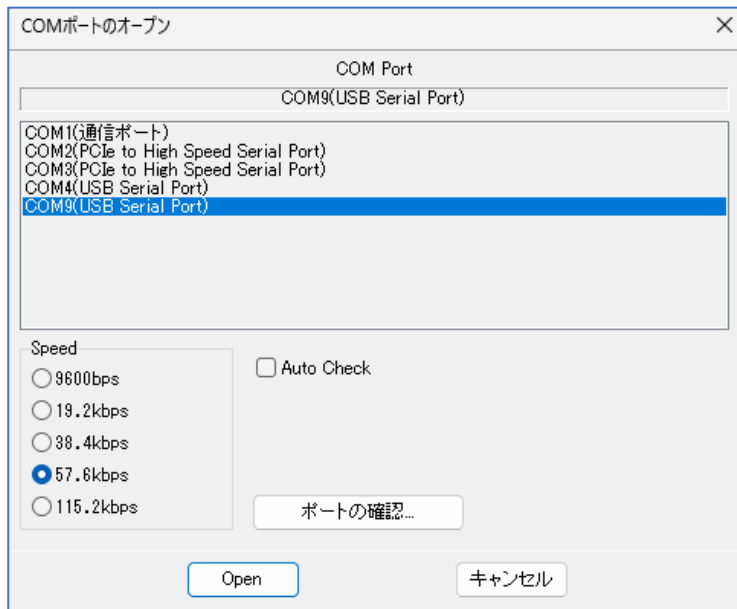 COMポートのオープン
COM Port
COM9(USB Serial Port)
COM1(通信ポート)
COM2(PCIe to High Speed Serial Port)
COM3(PCIe to High Speed Serial Port)
COM4(USB Serial Port)
COM9(USB Serial Port)
Speed
9600bps
19.2kbps
38.4kbps
57.6kbps
115.2kbps
Auto Check
ポートの確認...
Open
キャンセル